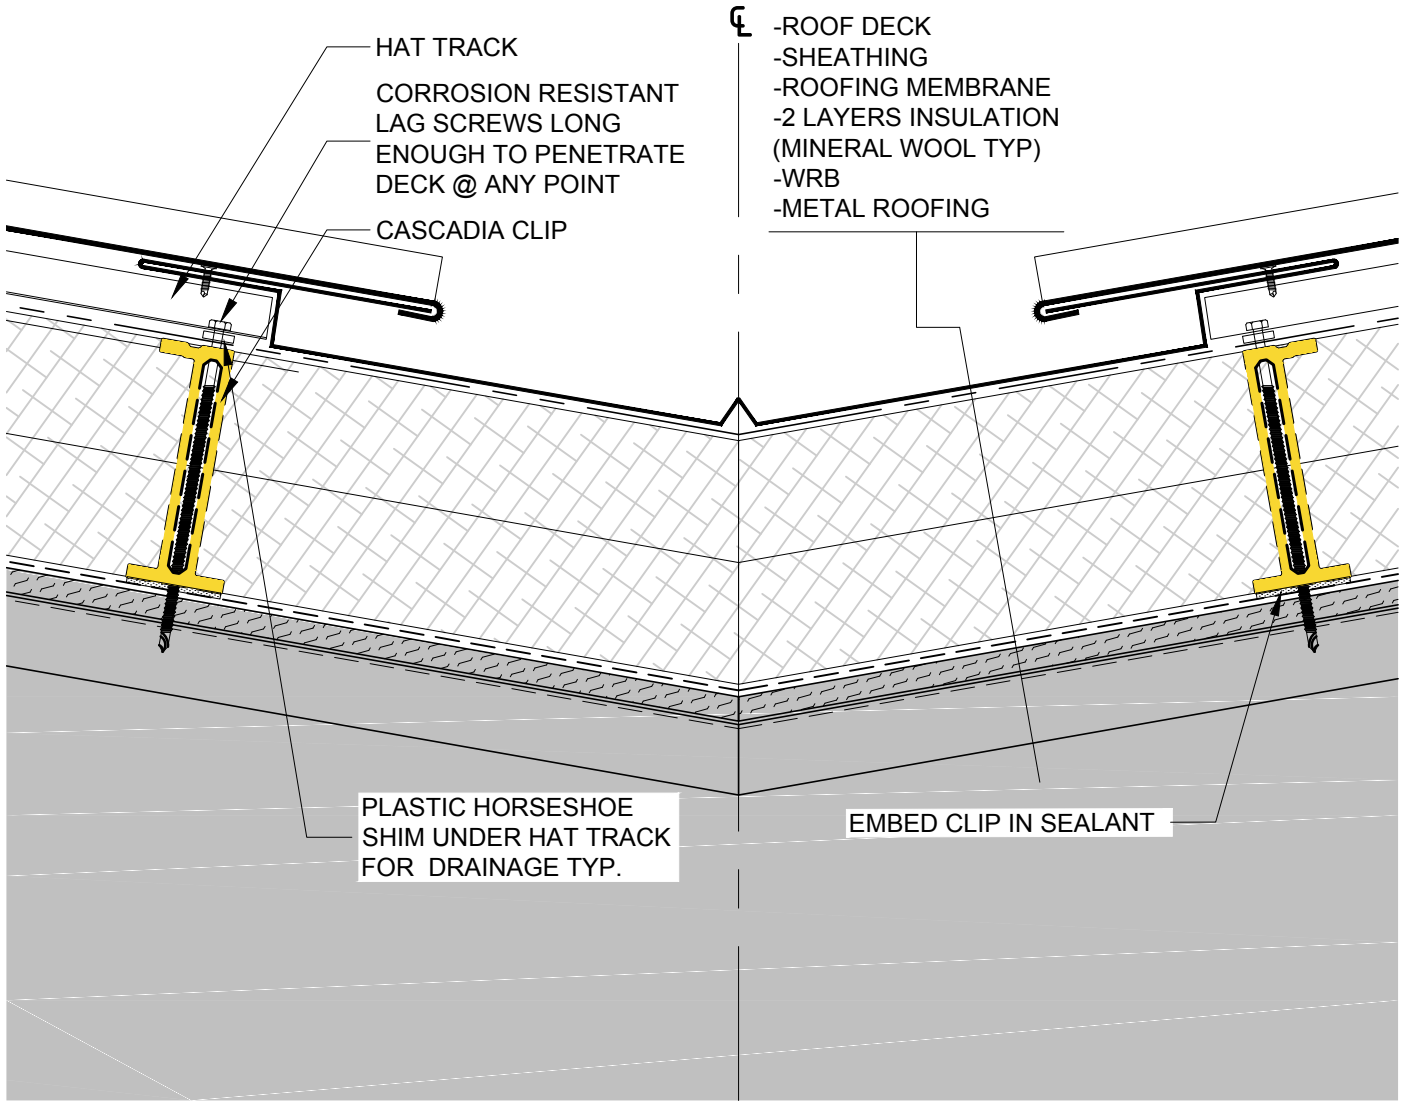 HAT TRACK
CORROSION RESISTANT
LAG SCREWS LONG
ENOUGH TO PENETRATE
DECK @ ANY POINT
CASCADIA CLIP
℄
-ROOF DECK
-SHEATHING
-ROOFING MEMBRANE
-2 LAYERS INSULATION
(MINERAL WOOL TYP)
-WRB
-METAL ROOFING
PLASTIC HORSESHOE
SHIM UNDER HAT TRACK
FOR DRAINAGE TYP.
EMBED CLIP IN SEALANT